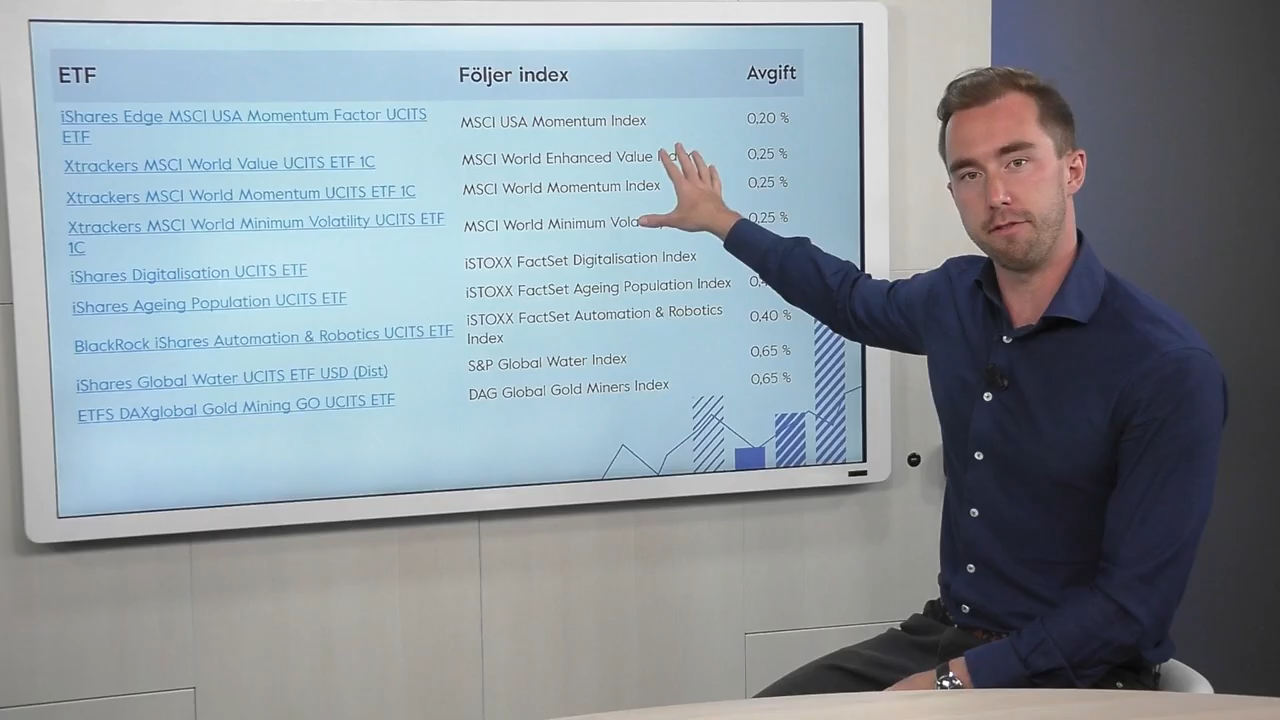 ETF Följer index Avgift
iShares Edge MSCI USA Momentum Factor UCITS
ETF
MSCI USA Momentum Index 0,20 %
Xtrackers MSCI World Value UCITS ETF 1C MSCI World Enhanced Value 0,25 %
Xtrackers MSCI World Momentum UCITS ETF 1C MSCI World Momentum Index 0,25 %
Xtrackers MSCI World Minimum Volatility UCITS ETF
1C
MSCI World Minimum 0,25 %
iShares Digitalisation UCITS ETF iSTOXX FactSet Digitalisation Index
iShares Ageing Population UCITS ETF iSTOXX FactSet Ageing Population Index
BlackRock iShares Automation & Robotics UCITS ETF
iSTOXX FactSet Automation & Robotics
Index
0,40 %
iShares Global Water UCITS ETF USD (Dist) S&P Global Water Index 0,65 %
ETFS DAXglobal Gold Mining GO UCITS ETF DAG Global Gold Miners Index 0,65 %